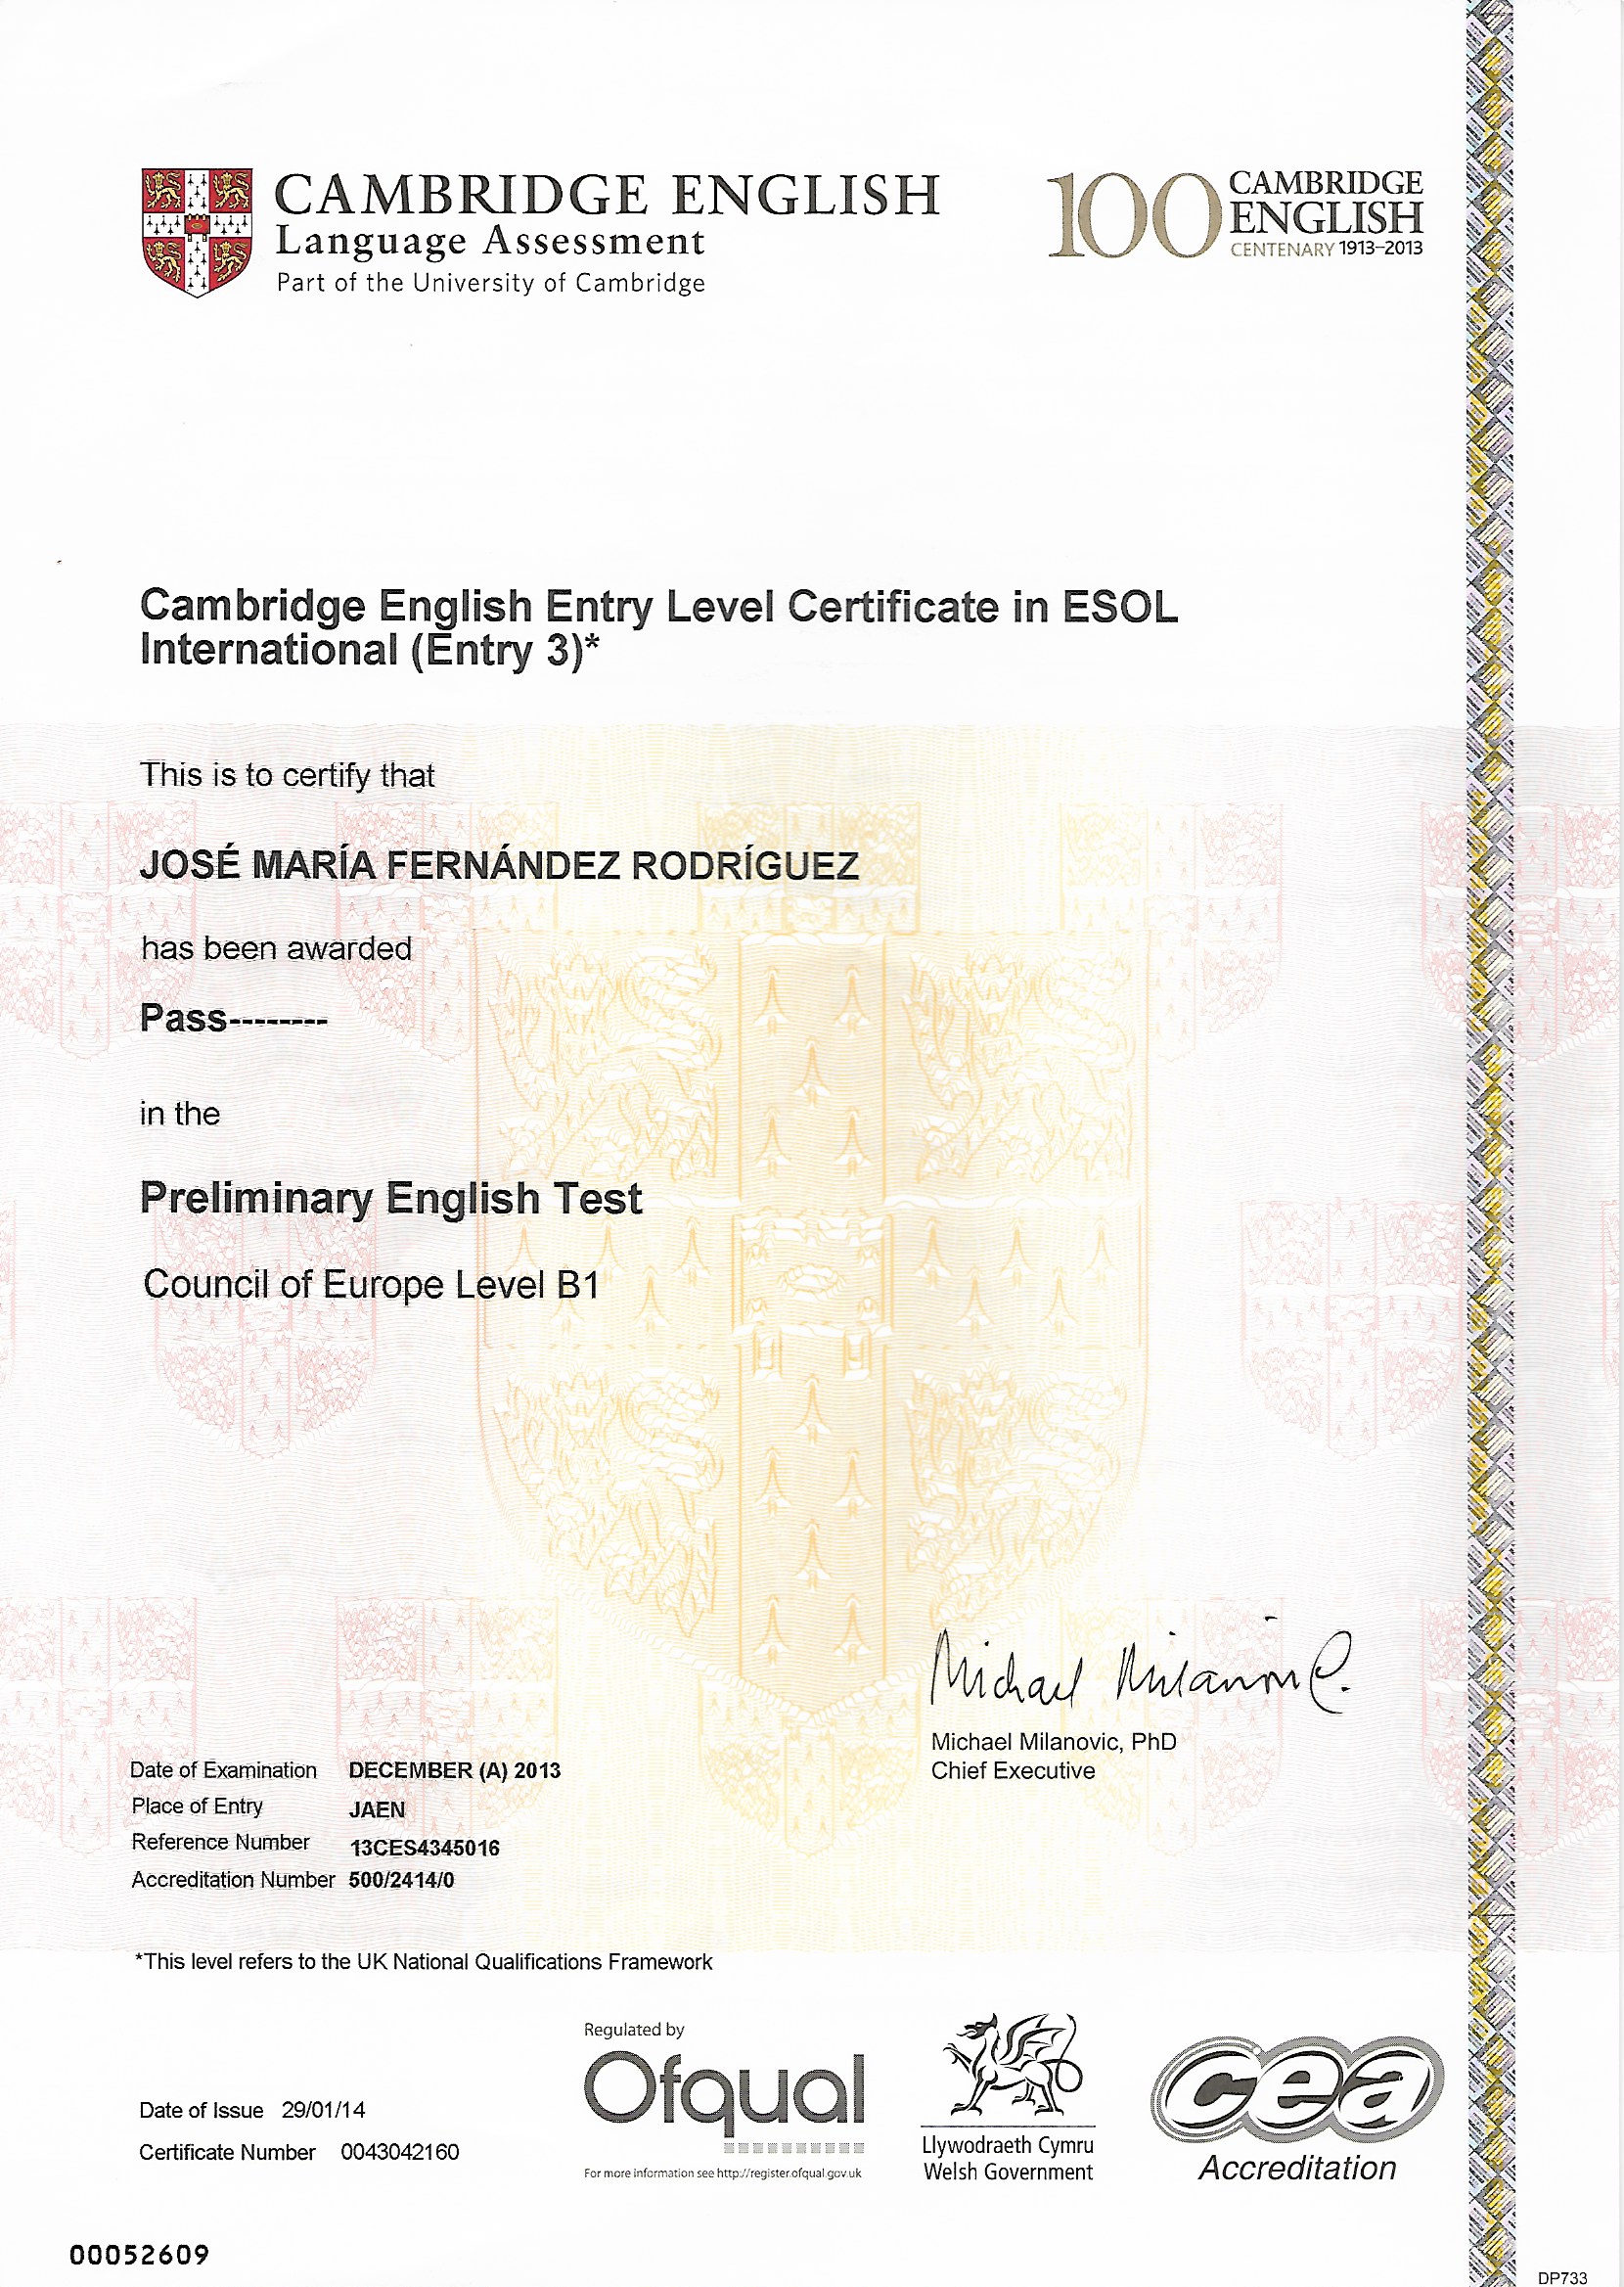 CAMBRIDGE ENGLISH
Language Assessment
Part of the University of Cambridge
100 CAMBRIDGE
ENGLISH
CENTENARY 1913–2013
Cambridge English Entry Level Certificate in ESOL
International (Entry 3)*
This is to certify that
JOSÉ MARÍA FERNÁNDEZ RODRÍGUEZ
has been awarded
Pass--------
in the
Preliminary English Test
Council of Europe Level B1
Michael Milanovic.
Michael Milanovic, PhD
Chief Executive
Date of Examination DECEMBER (A) 2013
Place of Entry JAEN
Reference Number 13CES4345016
Accreditation Number 500/2414/0
*This level refers to the UK National Qualifications Framework
Date of Issue 29/01/14
Certificate Number 0043042160
Regulated by
Ofqual
For more information see http://register.ofqual.gov.uk
Llywodraeth Cymru
Welsh Government
cea
Accreditation
00052609
DP733